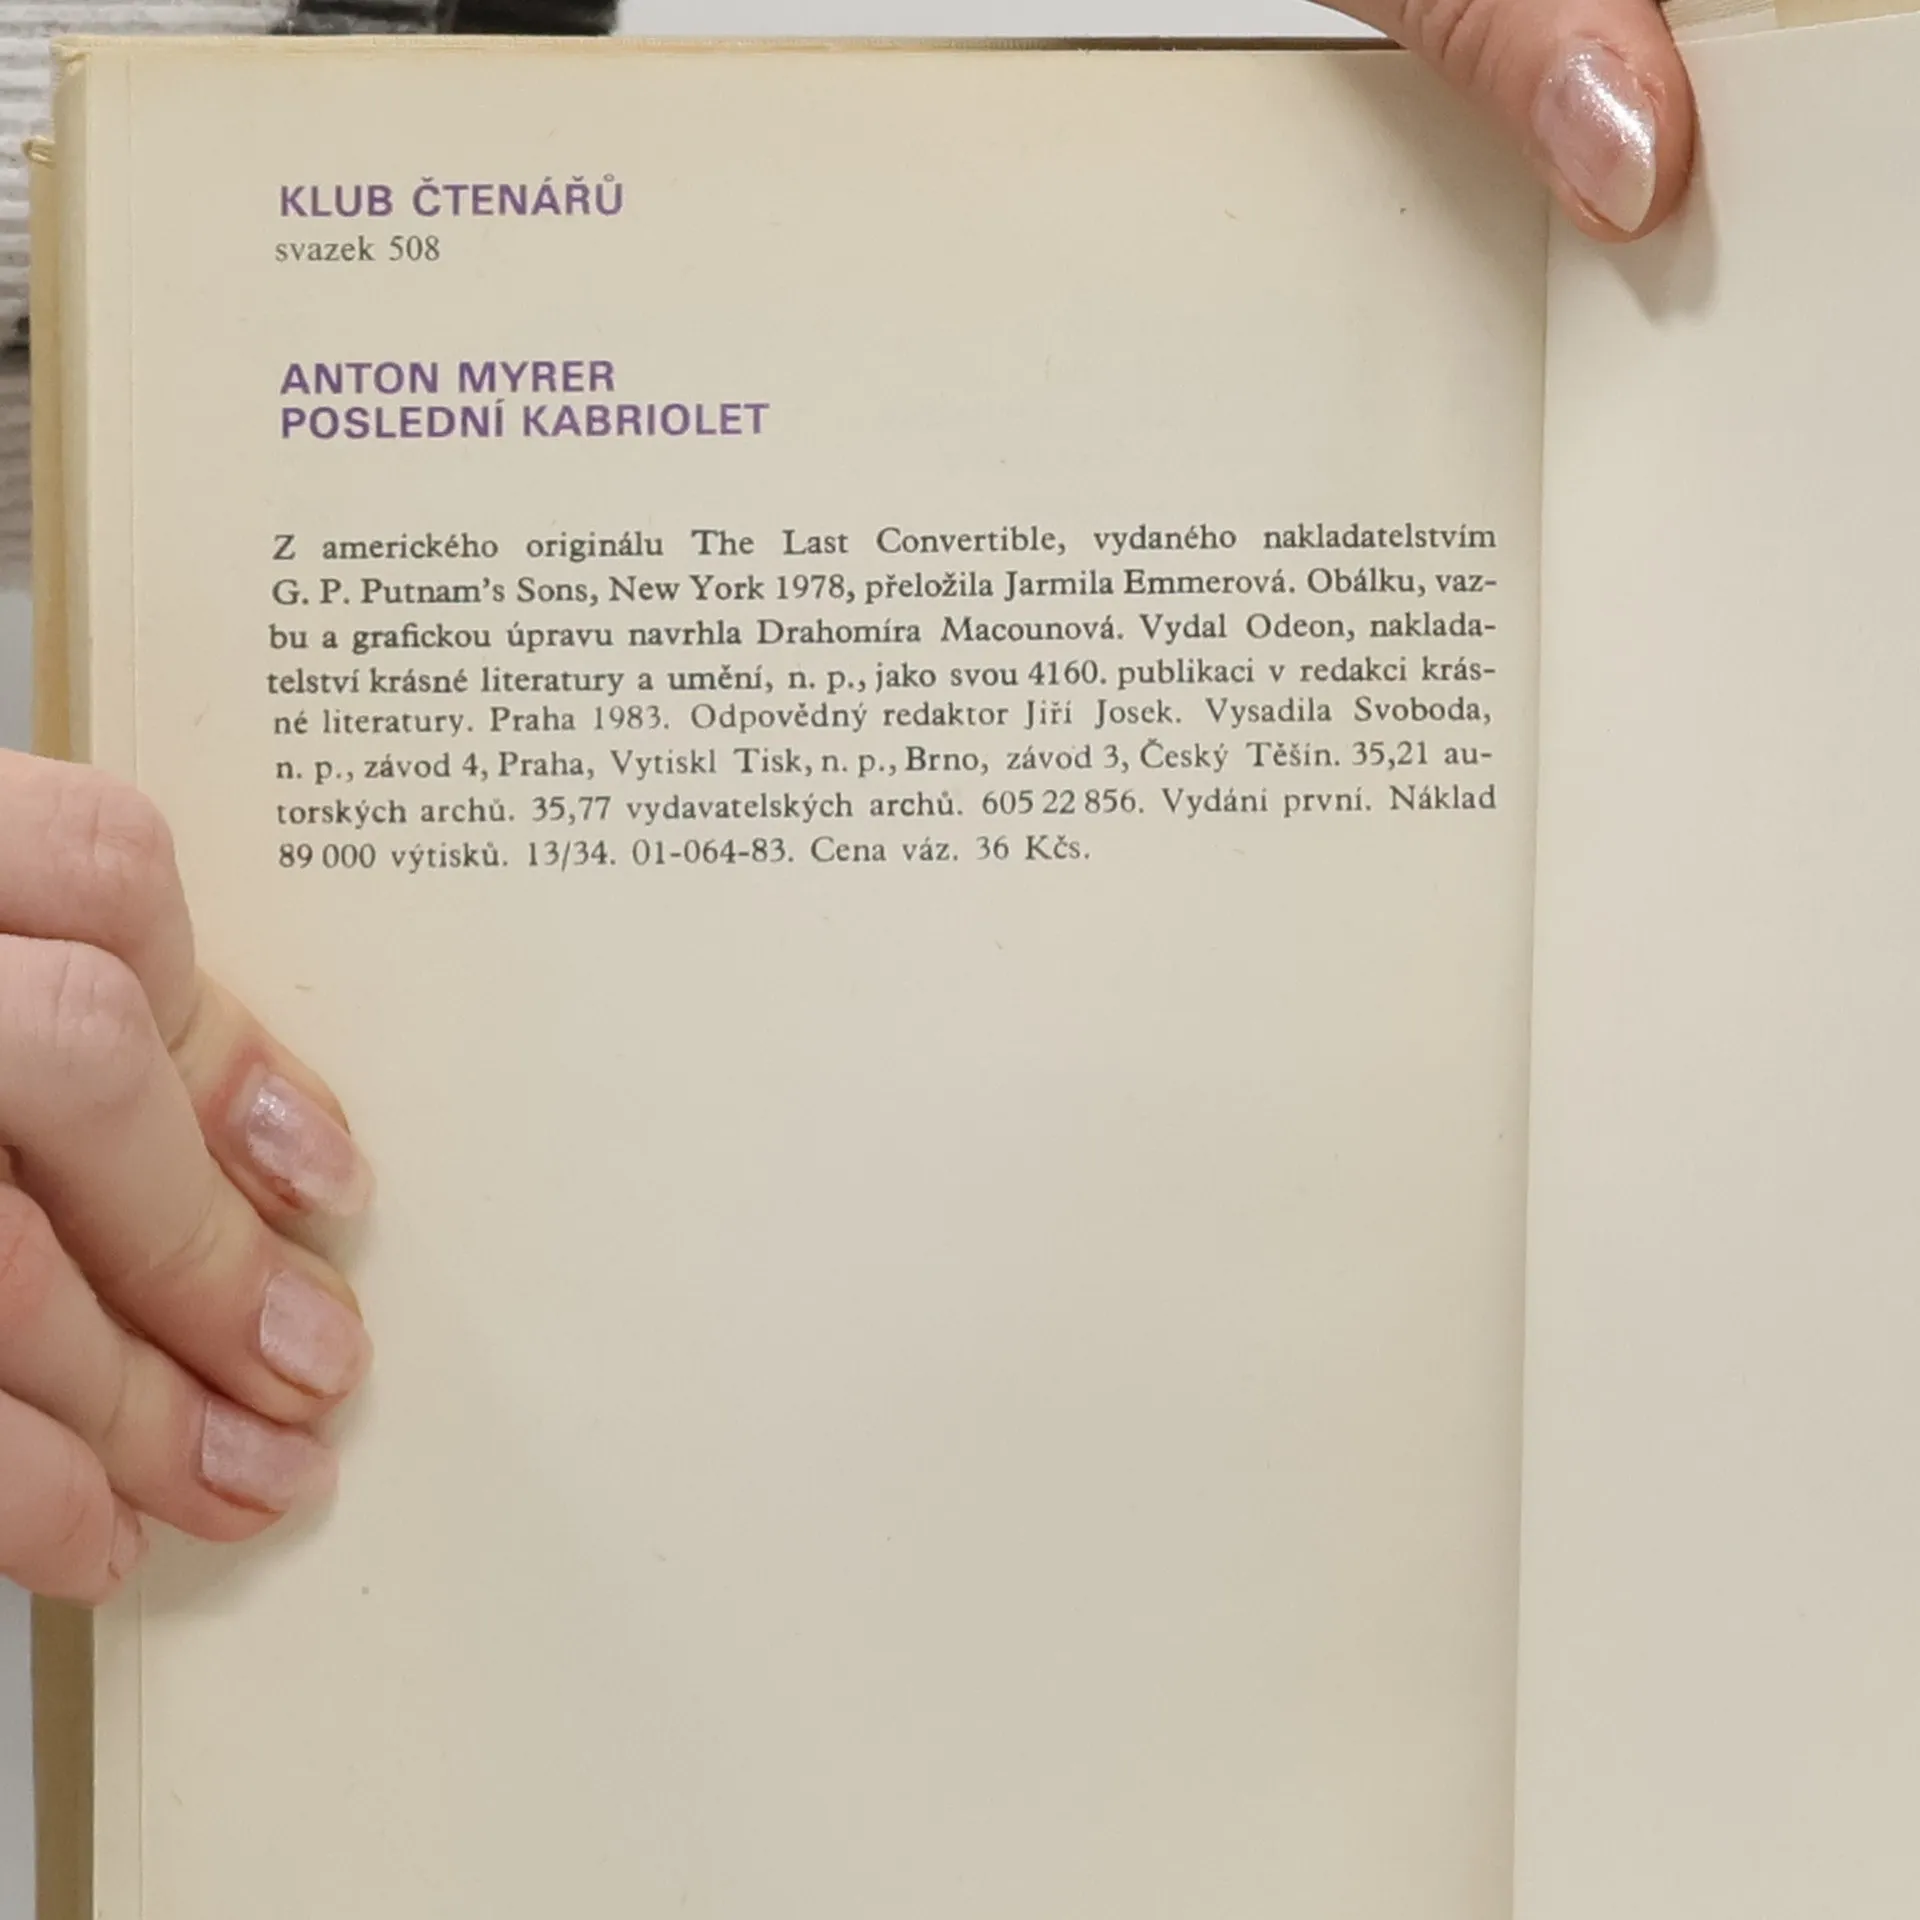 KLUB ČTENÁŘŮ
svazek 508
ANTON MYRER
POSLEDNÍ KABRIOLET
Z amerického originálu The Last Convertible, vydaného nakladatelstvím
G. P. Putnam's Sons, New York 1978, přeložila Jarmila Emmerová. Obálku, vaz-
bu a grafickou úpravu navrhla Drahomíra Macounová. Vydal Odeon, naklada-
telství krásné literatury a umění, n. p., jako svou 4160. publikaci v redakci krás-
né literatury. Praha 1983. Odpovědný redaktor Jiří Josek. Vysadila Svoboda,
n. p., závod 4, Praha, Vytiskl Tisk, n. p., Brno, závod 3, Český Těšín. 35,21 au-
torských archů. 35,77 vydavatelských archů. 605 22 856. Vydání první. Náklad
89 000 výtisků. 13/34. 01-064-83. Cena váz. 36 Kčs.